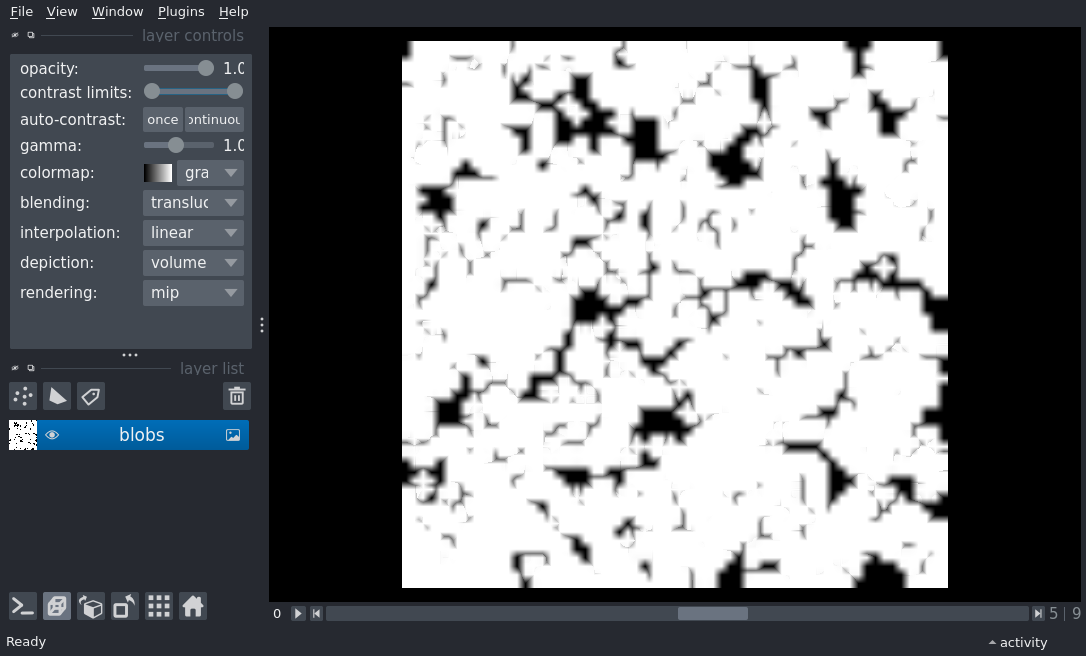 File View Window Plugins Help
layer controls
opacity: 1.0
contrast limits:
auto-contrast: once ontinuou
gamma: 1.0
colormap: gra
blending: transluc
interpolation: linear
depiction: volume
rendering: mip
layer list
blobs
0 5 | 9
Ready activity